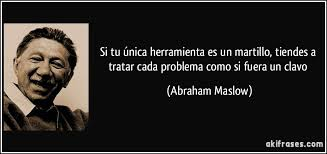 Si tu única herramienta es un martillo, tiendes a
tratar cada problema como si fuera un clavo
(Abraham Maslow)
akifrases.com